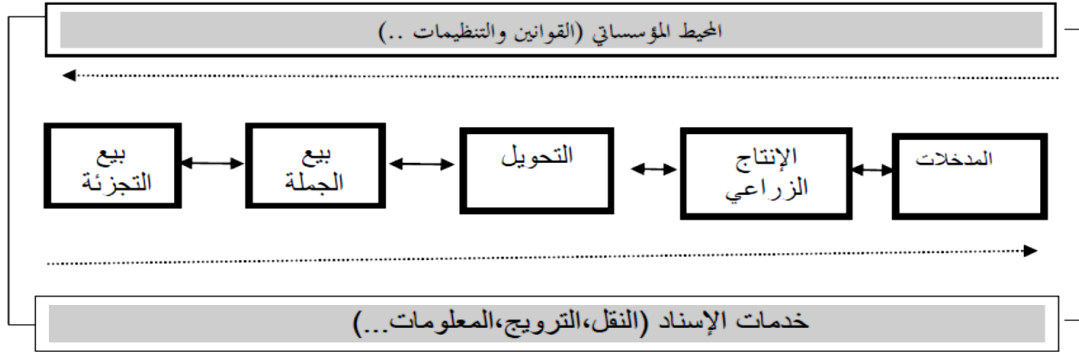 المحيط المؤسساتي (القوانين والتنظيمات ..)
المدخلات
الإنتاج
الزراعي
التحويل
بيع
الجملة
بيع
التجزئة
خدمات الإسناد (النقل،الترويج،المعلومات...)